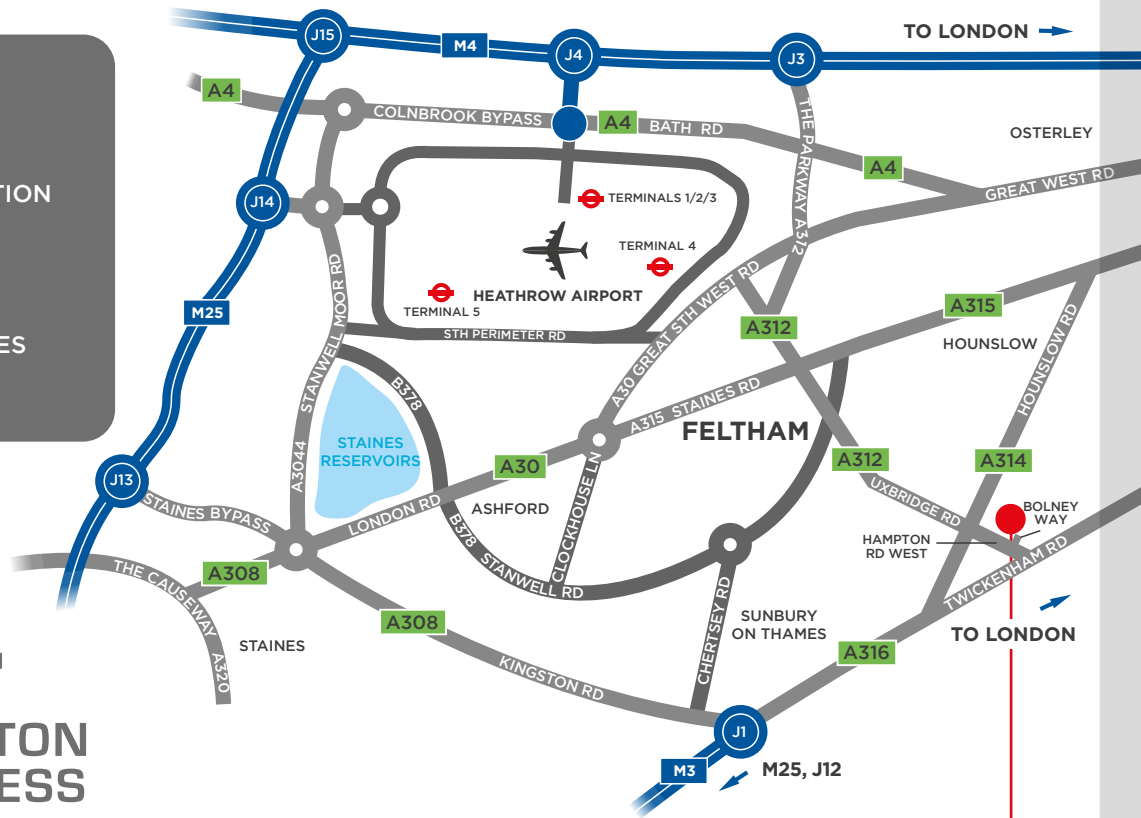 J15
M4
J4
J3
TO LONDON
A4
COLNBROOK BYPASS
A4
BATH RD
THE PARKWAY A312
OSTERLEY
A4
GREAT WEST RD
TION
J14
TERMINALS 1/2/3
TERMINAL 4
TERMINAL 5
HEATHROW AIRPORT
STH PERIMETER RD
M25
STANWELL MOOR RD
A3044
A30 GREAT STH WEST RD
A312
A315
HOUNSLOW
HOUNSLOW RD
ES
B378
STAINES
RESERVOIRS
A315 STAINES RD
FELTHAM
A312
A314
J13
STAINES BYPASS
LONDON RD
A30
ASHFORD
CLOCKHOUSE LN
UXBRIDGE RD
BOLNEY
WAY
HAMPTON
RD WEST
TWICKENHAM RD
B378
STANWELL RD
THE CAUSEWAY
A320
A308
A308
STAINES
KINGSTON RD
CHERTSEY RD
SUNBURY
ON THAMES
A316
TO LONDON
J1
M3
M25, J12
TON
ESS